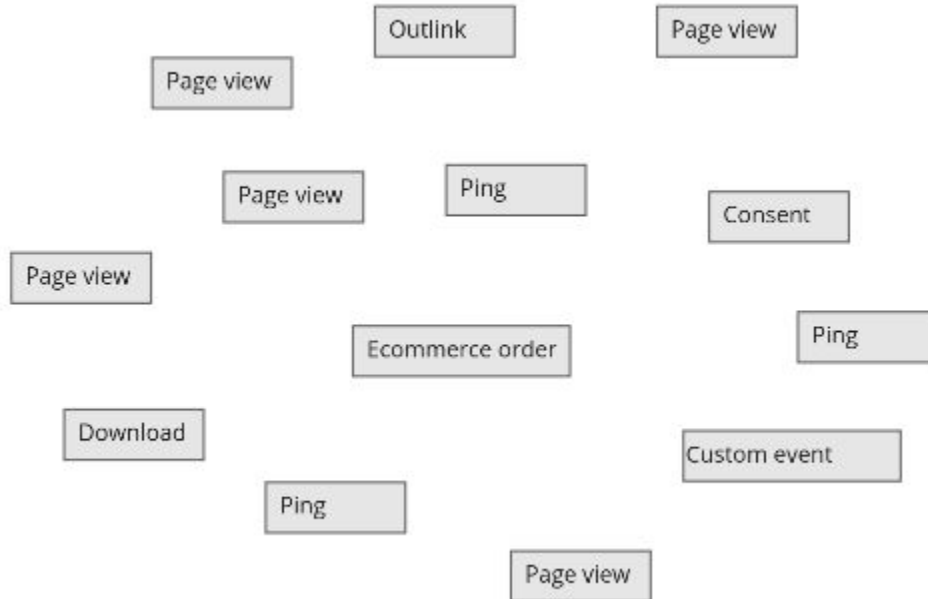 Outlink
Page view
Page view
Ping
Page view
Consent
Page view
Ping
Ecommerce order
Download
Custom event
Ping
Page view